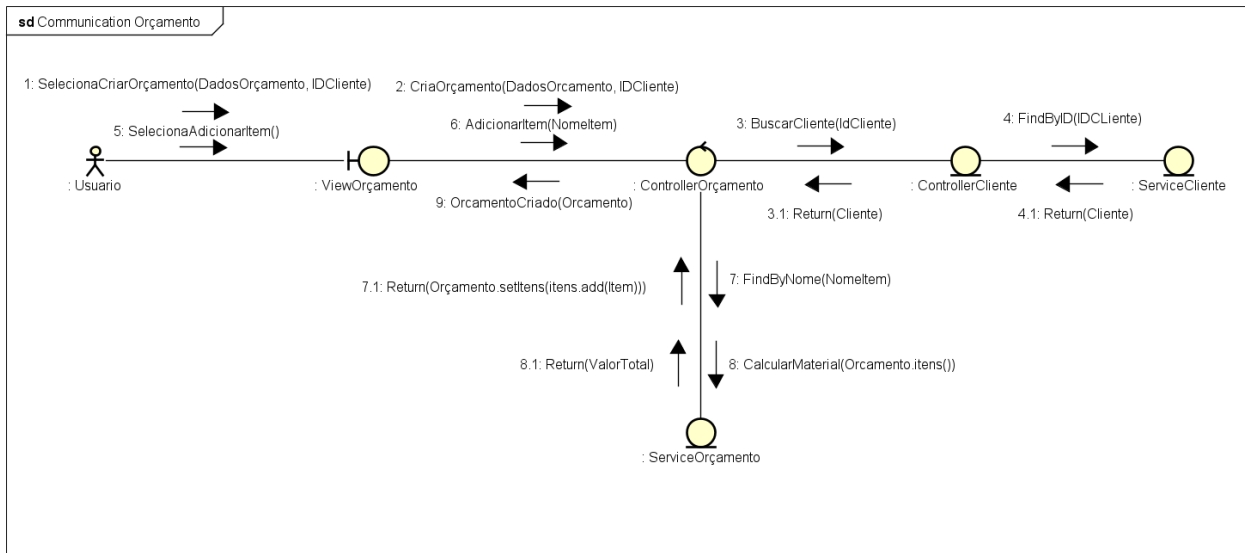 sd Communication Orçamento
1: SelecionaCriarOrçamento(DadosOrçamento, IDCliente)
2: CriaOrçamento(DadosOrcamento, IDCliente)
5: SelecionaAdicionarItem()
6: AdicionarItem(NomeItem)
3: BuscarCliente(IdCliente)
4: FindByID(IDCLiente)
: Usuario
: ViewOrçamento
: ControllerOrçamento
: ControllerCliente
: ServiceCliente
9: OrcamentoCriado(Orcamento)
3.1: Return(Cliente)
4.1: Return(Cliente)
7: FindByNome(NomeItem)
7.1: Return(Orçamento.setItens(itens.add(Item)))
8.1: Return(ValorTotal)
8: CalcularMaterial(Orcamento.itens())
: ServiceOrçamento